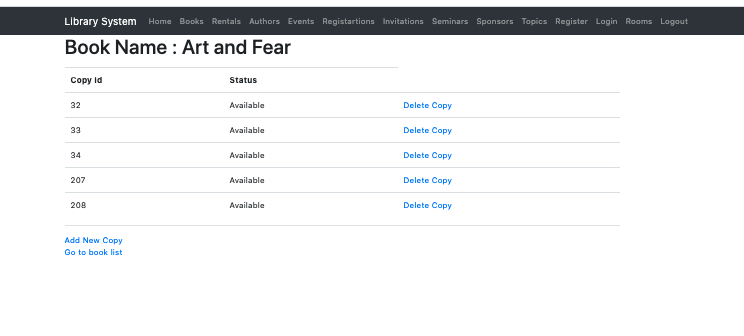 Library System Home Books Rentals Authors Events Registartions Invitations Seminars Sponsors Topics Register Login Rooms Logout
Book Name : Art and Fear
Copy Id Status
32 Available Delete Copy
33 Available Delete Copy
34 Available Delete Copy
207 Available Delete Copy
208 Available Delete Copy
Add New Copy
Go to book list